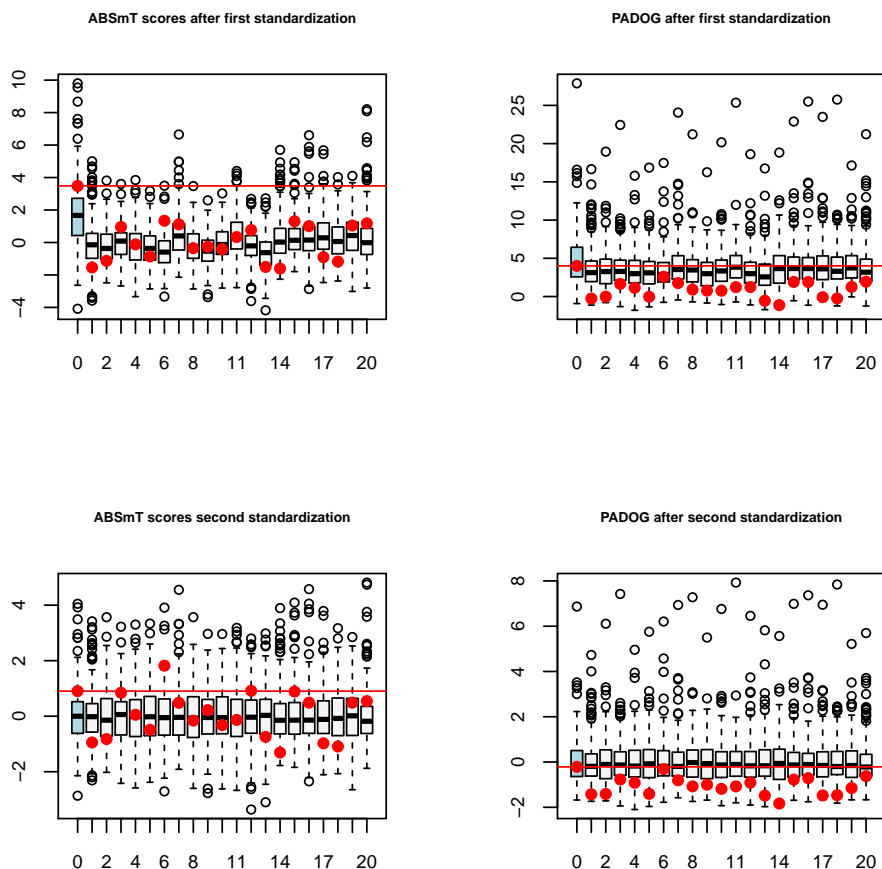 ABSmT scores after first standardization
10
8
6
4
2
0
−4
0 2 4 6 8 11 14 17 20
PADOG after first standardization
25
20
15
10
5
0
0 2 4 6 8 11 14 17 20
ABSmT scores second standardization
4
2
0
−2
0 2 4 6 8 11 14 17 20
PADOG after second standardization
8
6
4
2
0
−2
0 2 4 6 8 11 14 17 20